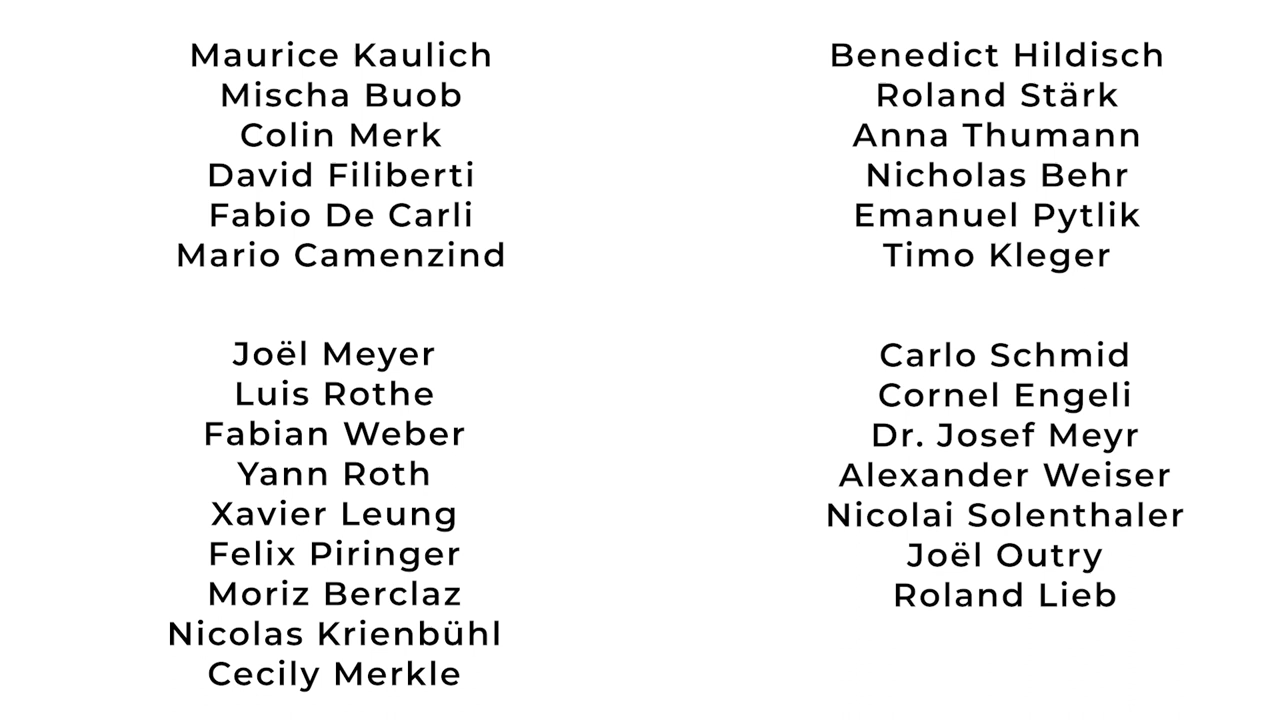 Maurice Kaulich
Mischa Buob
Colin Merk
David Filiberti
Fabio De Carli
Mario Camenzind
Benedict Hildisch
Roland Stärk
Anna Thumann
Nicholas Behr
Emanuel Pytlik
Timo Kleger
Joël Meyer
Luis Rothe
Fabian Weber
Yann Roth
Xavier Leung
Felix Piringer
Moriz Berclaz
Nicolas Krienbühl
Cecily Merkle
Carlo Schmid
Cornel Engeli
Dr. Josef Meyr
Alexander Weiser
Nicolai Solenthaler
Joël Outry
Roland Lieb